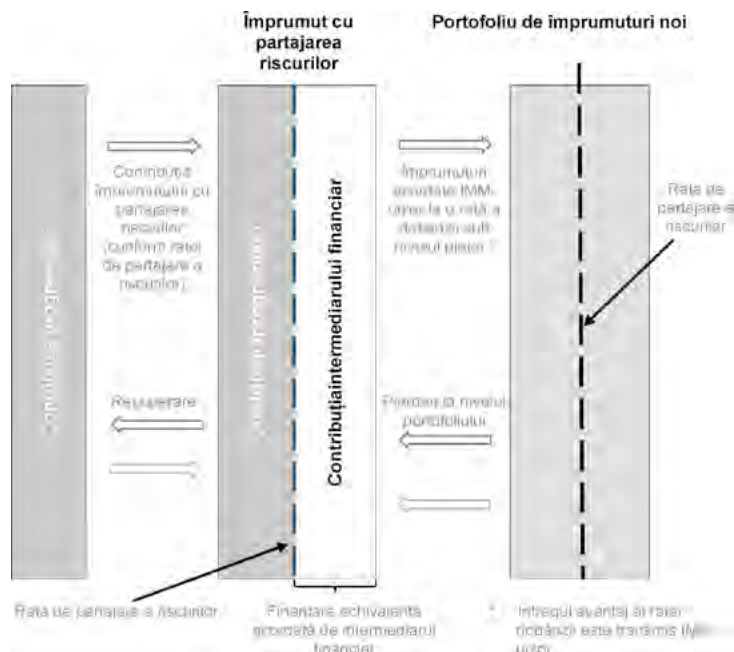 Împrumut cu
partajarea
riscurilor
Portofoliu de împrumuturi noi
Contribuția
împrumutului cu
partajarea
riscurilor
(conform ratei
de partajare a
riscurilor)
Contribuțiaintermediarului financiar
Împrumuturi
acordate IMM-
la o rată a
dobânzii sub
nivelul pieței *
Rata de
partajare a
riscurilor
Recuperare
Pierderi la nivelul
portofoliului
Rata de partajare a riscurilor
Finanțare echivalentă
acordată de intermediarul
financiar
* Întregul avantaj al ratei
dobânzii este transmis